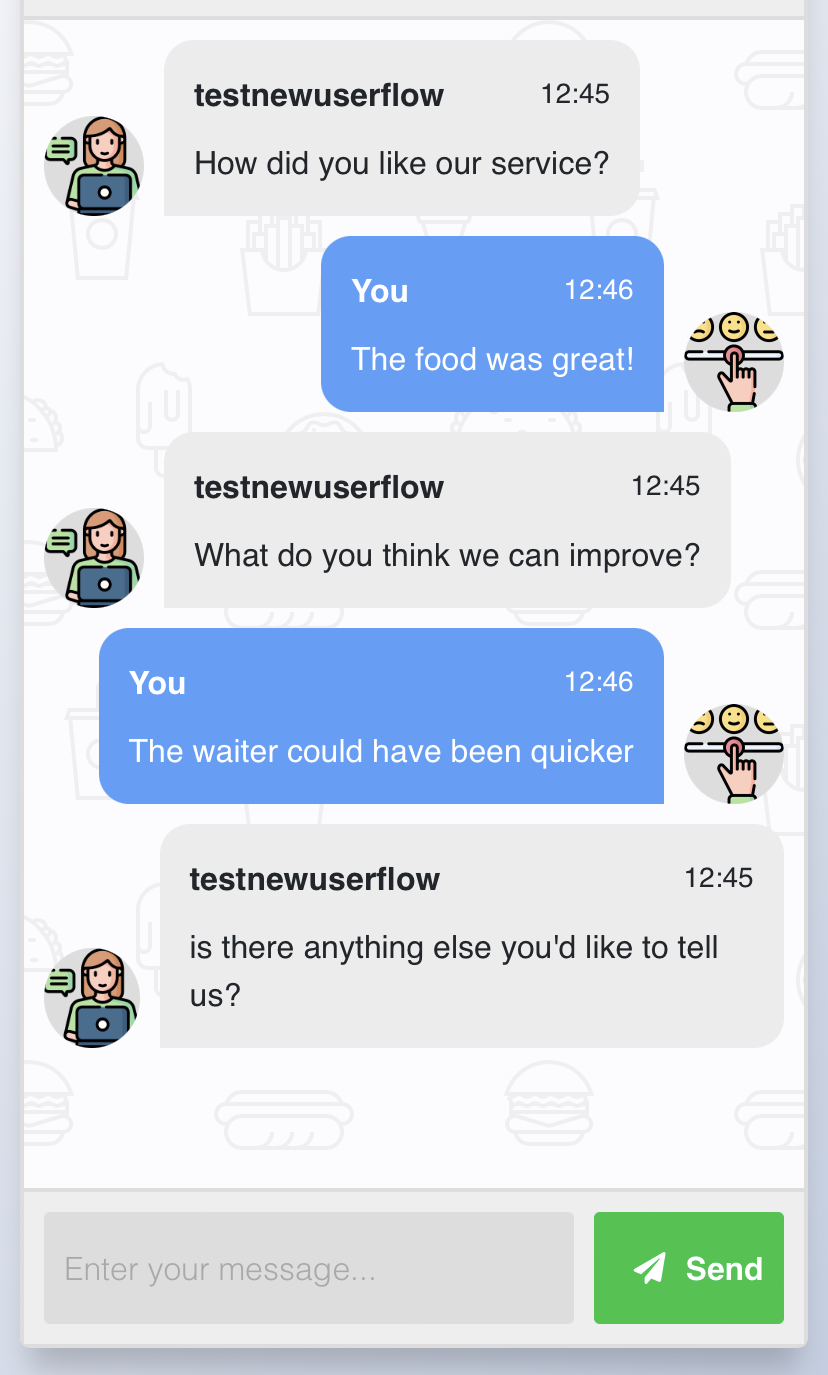 testnewuserflow 12:45
How did you like our service?
You 12:46
The food was great!
testnewuserflow 12:45
What do you think we can improve?
You 12:46
The waiter could have been quicker
testnewuserflow 12:45
is there anything else you'd like to tell
us?
Enter your message... Send